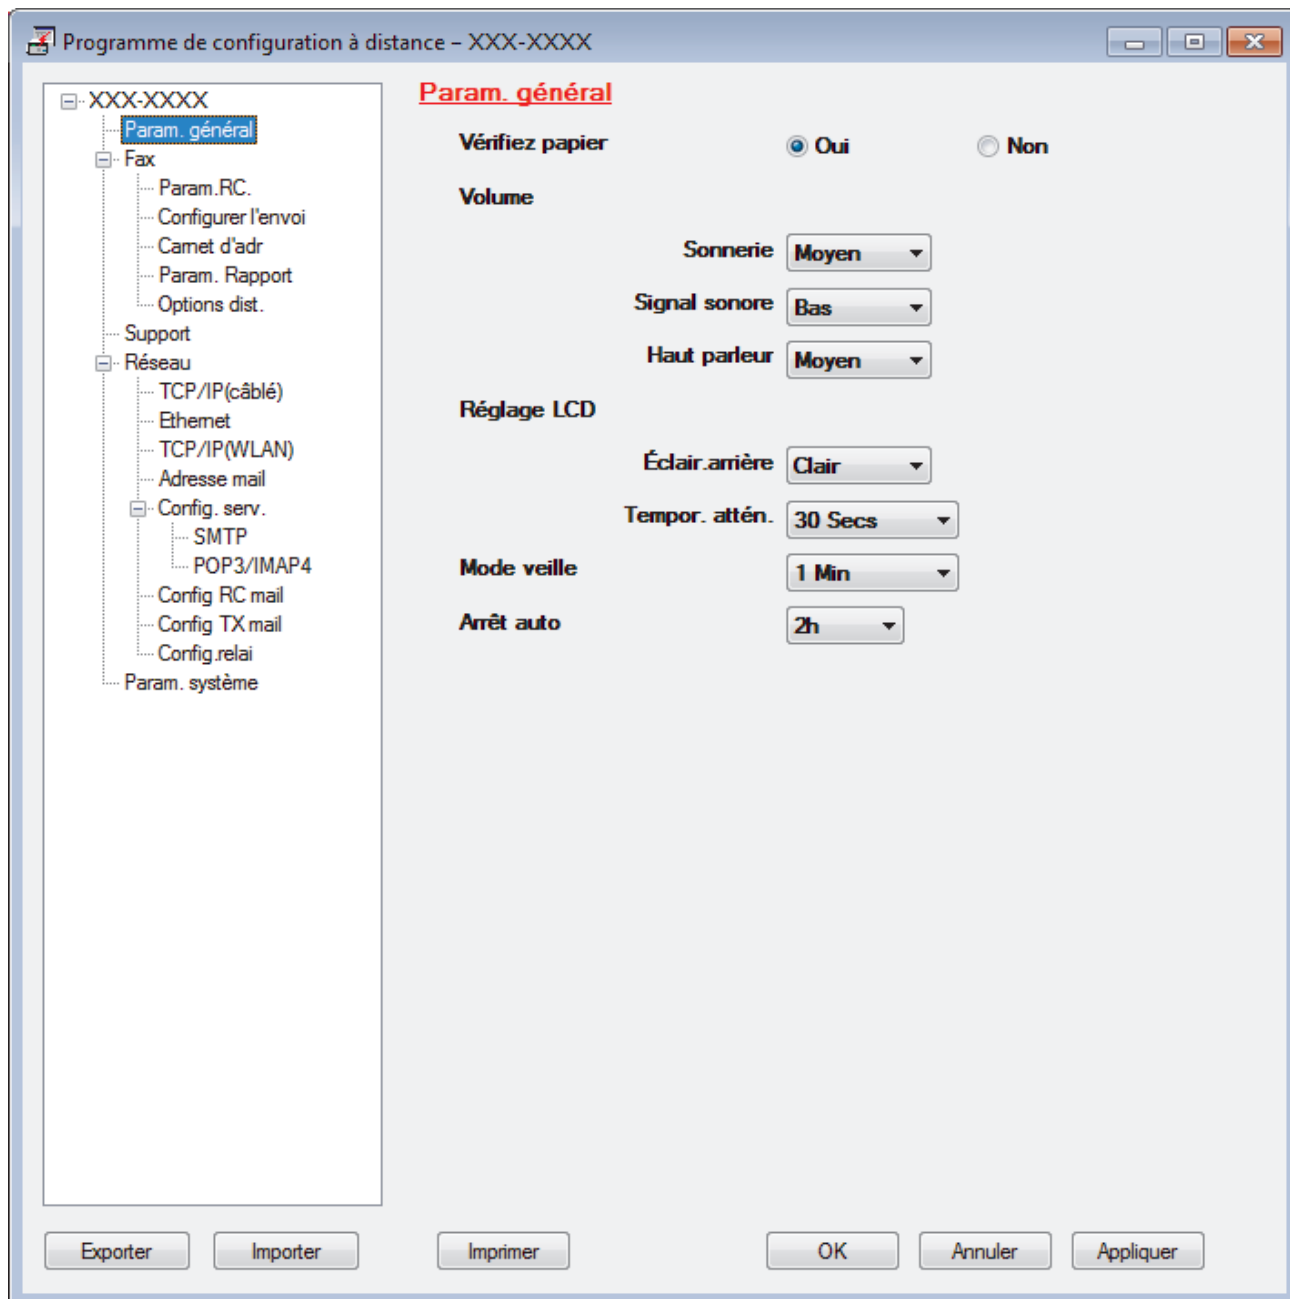 Programme de configuration à distance – XXX-XXXX
XXX-XXXX
Param. général
Fax
Param.RC.
Configurer l'envoi
Carnet d'adr
Param. Rapport
Options dist.
Support
Réseau
TCP/IP(câblé)
Ethernet
TCP/IP(WLAN)
Adresse mail
Config. serv.
SMTP
POP3/IMAP4
Config RC mail
Config TX mail
Config.relai
Param. système
Param. général
Vérifiez papier Oui Non
Volume
Sonnerie Moyen
Signal sonore Bas
Haut parleur Moyen
Réglage LCD
Éclair.arrière Clair
Tempor. attén. 30 Secs
Mode veille 1 Min
Arrêt auto 2h
Exporter Importer Imprimer OK Annuler Appliquer